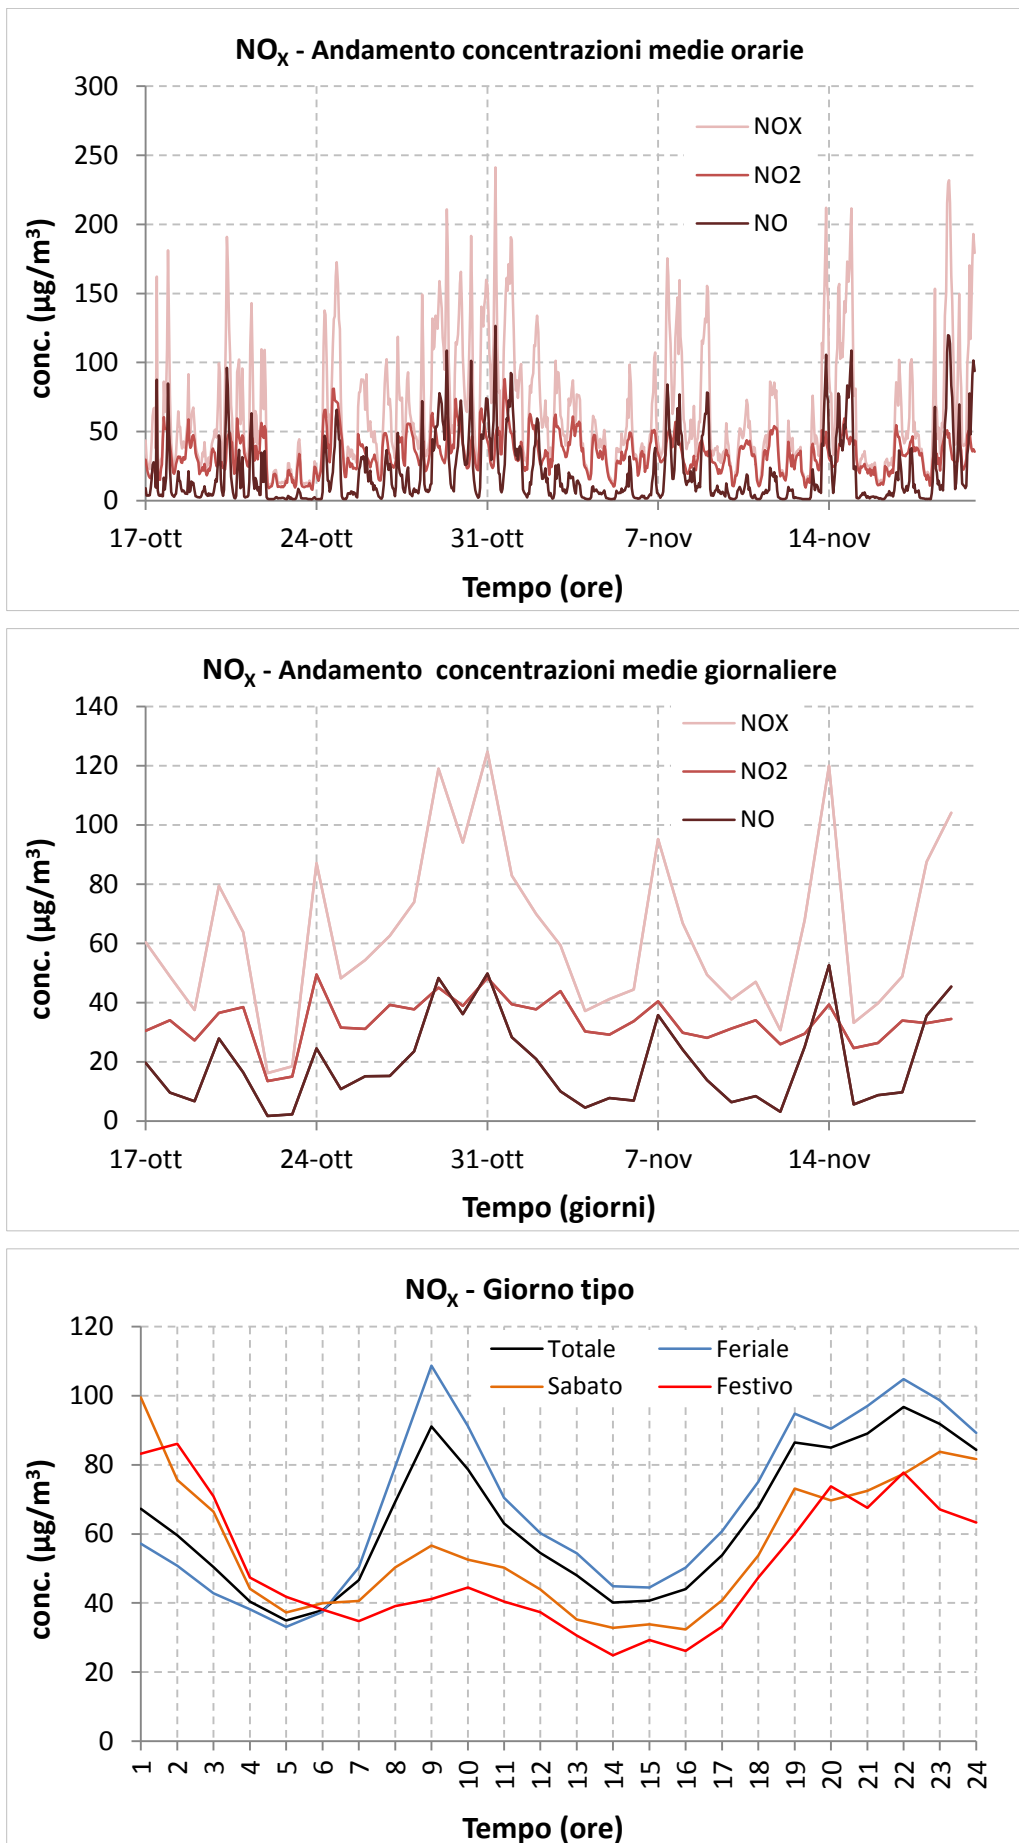 NOX - Andamento concentrazioni medie orarie
300
250
200
150
100
50
0
conc. (µg/m³)
NOX
NO2
NO
17-ott 24-ott 31-ott 7-nov 14-nov
Tempo (ore)
NOX - Andamento concentrazioni medie giornaliere
140
120
100
80
60
40
20
0
conc. (µg/m³)
NOX
NO2
NO
17-ott 24-ott 31-ott 7-nov 14-nov
Tempo (giorni)
NOX - Giorno tipo
120
100
80
60
40
20
0
conc. (µg/m³)
Totale Feriale
Sabato Festivo
1 2 3 4 5 6 7 8 9 10 11 12 13 14 15 16 17 18 19 20 21 22 23 24
Tempo (ore)